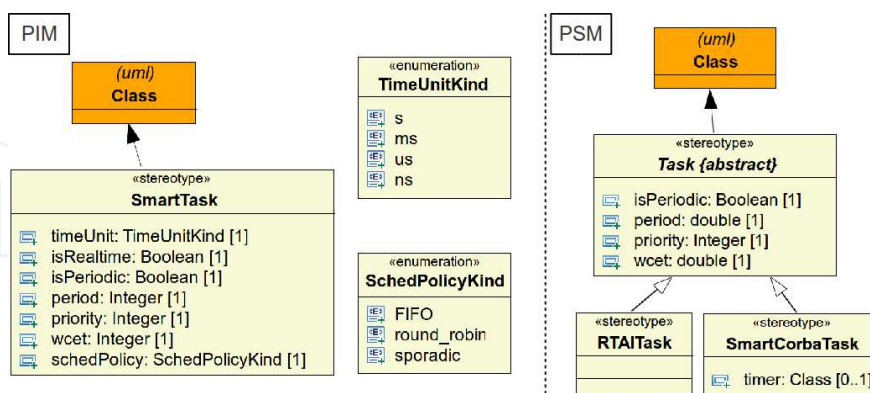 PIM
(uml)
Class
«stereotype»
SmartTask
timeUnit: TimeUnitKind [1]
isRealtime: Boolean [1]
isPeriodic: Boolean [1]
period: Integer [1]
priority: Integer [1]
wcet: Integer [1]
schedPolicy: SchedPolicyKind [1]
«enumeration»
TimeUnitKind
<E> s
<E> ms
<E> us
<E> ns
«enumeration»
SchedPolicyKind
<E> FIFO
<E> round_robin
<E> sporadic
PSM
(uml)
Class
«stereotype»
Task {abstract}
isPeriodic: Boolean [1]
period: double [1]
priority: Integer [1]
wcet: double [1]
«stereotype»
RTAITask
«stereotype»
SmartCorbaTask
timer: Class [0..1]